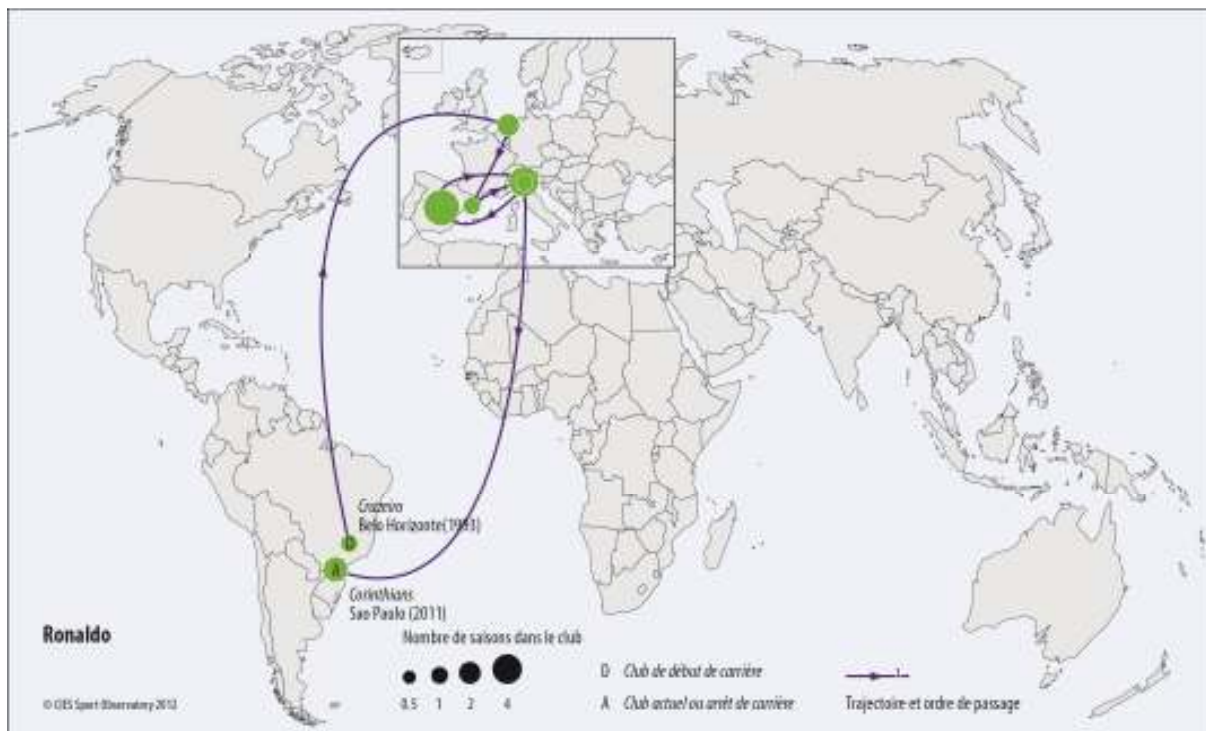 Cruzeiro
Belo Horizonte (1993)
D
A
Corinthians
Sao Paulo (2011)
Ronaldo
Nombre de saisons dans le club
0.5 1 2 4
D Club de début de carrière
A Club actuel ou arrêt de carrière
1
Trajectoire et ordre de passage
© CIES Sport Observatory 2012